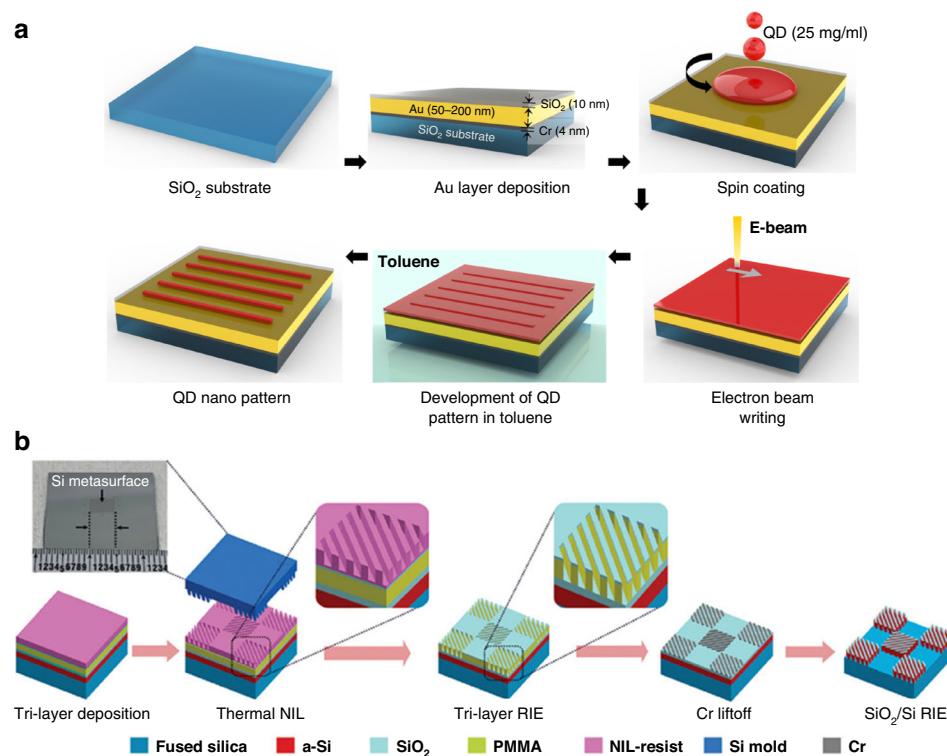 a
QD (25 mg/ml)
SiO₂ (10 nm)
Au (50–200 nm)
SiO₂ substrate
Cr (4 nm)
SiO₂ substrate
Au layer deposition
Spin coating
E-beam
Toluene
QD nano pattern
Development of QD
pattern in toluene
Electron beam
writing
b
Si metasurface
Tri-layer deposition
Thermal NIL
Tri-layer RIE
Cr liftoff
SiO₂/Si RIE
Fused silica
a-Si
SiO₂
PMMA
NIL-resist
Si mold
Cr